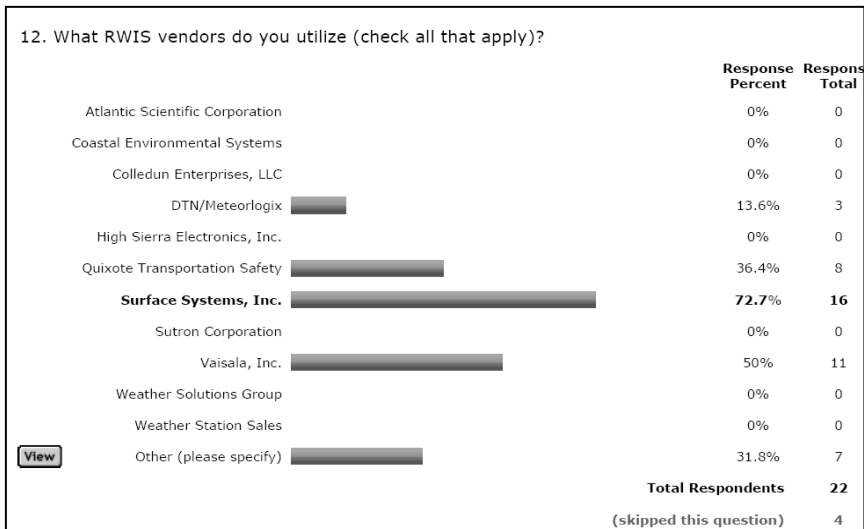 12. What RWIS vendors do you utilize (check all that apply)?
Response Respons
Percent Total
Atlantic Scientific Corporation 0% 0
Coastal Environmental Systems 0% 0
Colledun Enterprises, LLC 0% 0
DTN/Meteorlogix 13.6% 3
High Sierra Electronics, Inc. 0% 0
Quixote Transportation Safety 36.4% 8
Surface Systems, Inc. 72.7% 16
Sutron Corporation 0% 0
Vaisala, Inc. 50% 11
Weather Solutions Group 0% 0
Weather Station Sales 0% 0
View Other (please specify) 31.8% 7
Total Respondents 22
(skipped this question) 4